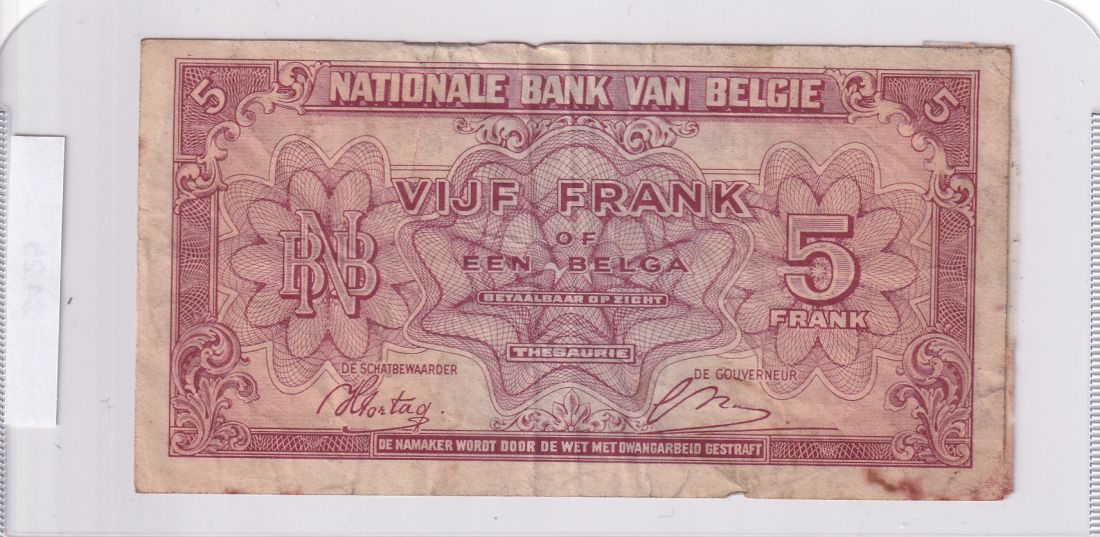 5 NATIONALE BANK VAN BELGIE 5
VIJF FRANK
OF
EEN BELGA
BNB
5
FRANK
BETAALBAAR OP ZICHT
THESAURIE
DE SCHATBEWAARDER
DE GOUVERNEUR
DE NAMAKER WORDT DOOR DE WET MET DWANGARBEID GESTRAFT